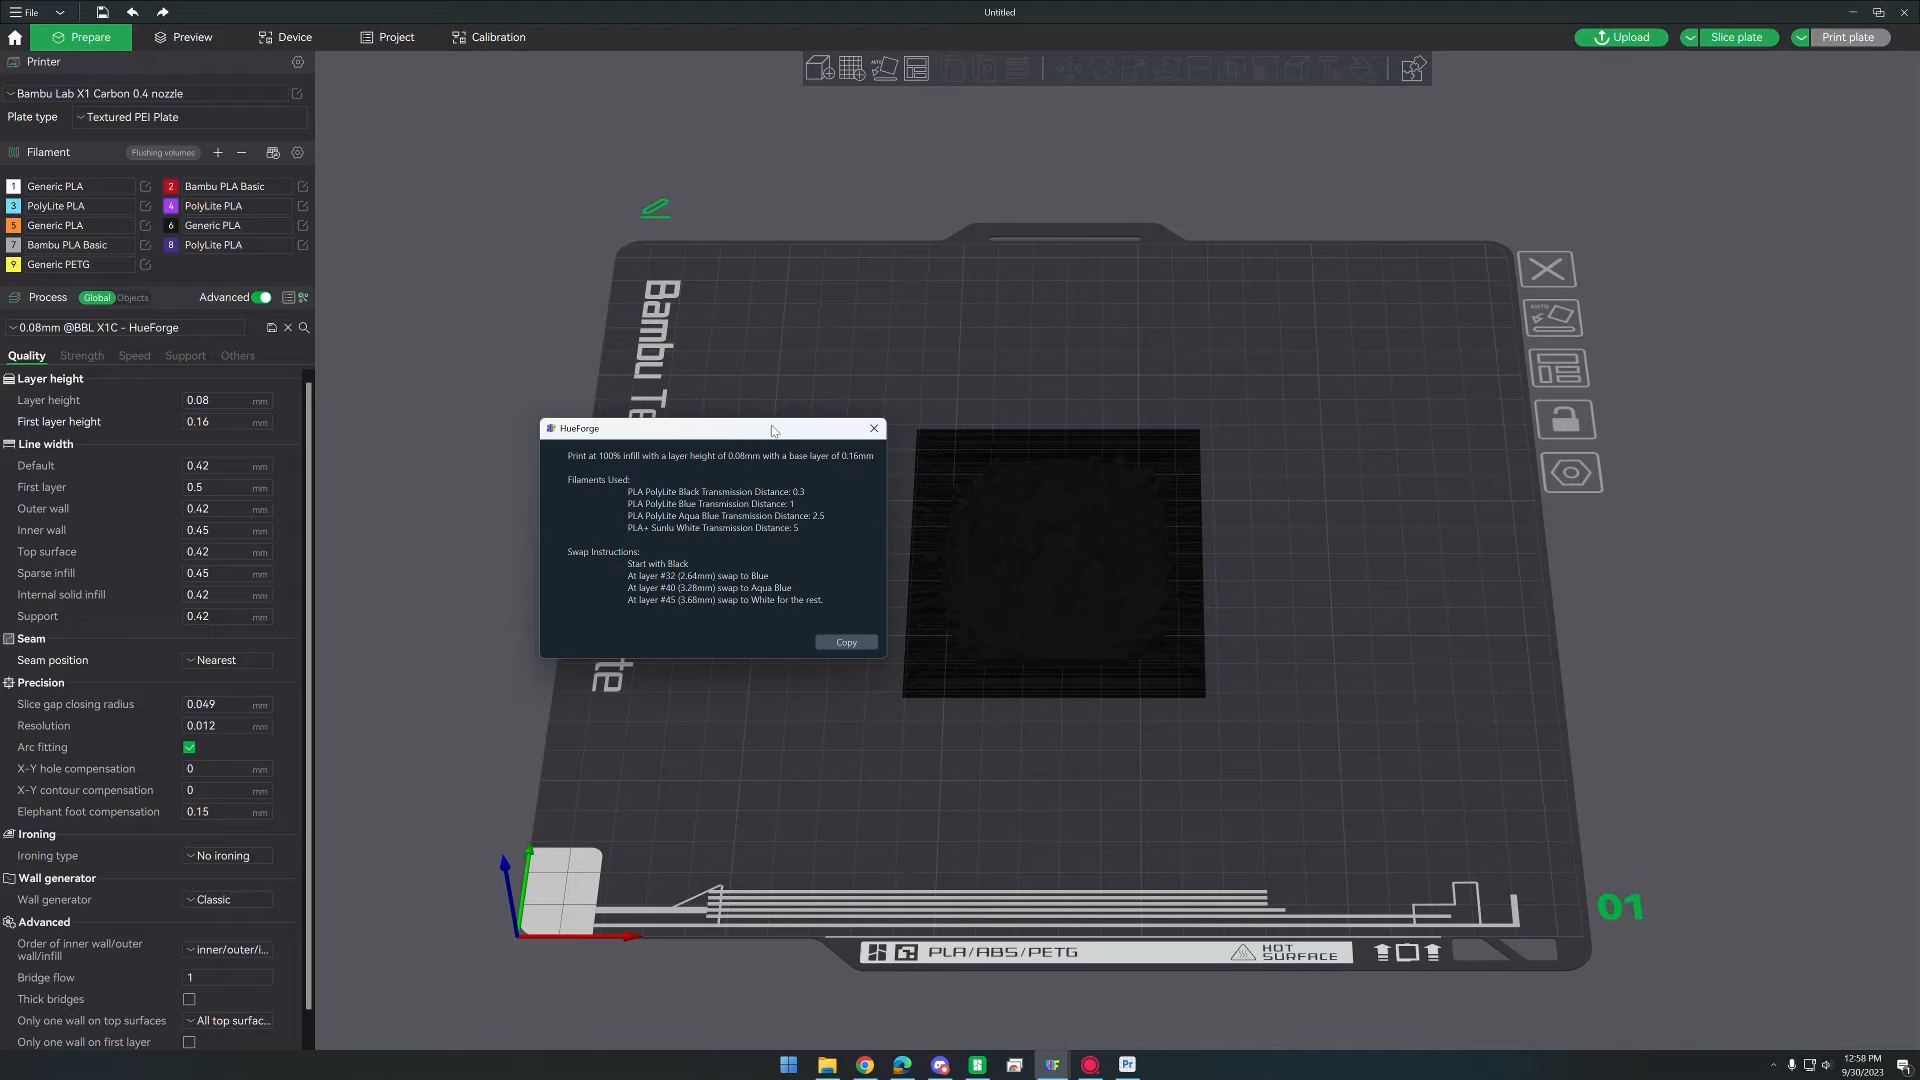 File
Untitled
Prepare
Preview
Device
Project
Calibration
Upload
Slice plate
Print plate
Printer
Bambu Lab X1 Carbon 0.4 nozzle
Plate type
Textured PEI Plate
Filament
Flushing volumes
1 Generic PLA
2 Bambu PLA Basic
3 PolyLite PLA
4 PolyLite PLA
5 Generic PLA
6 Generic PLA
7 Bambu PLA Basic
8 PolyLite PLA
9 Generic PETG
Process
Global
Objects
Advanced
0.08mm @BBL X1C - HueForge
Quality
Strength
Speed
Support
Others
Layer height
Layer height 0.08 mm
First layer height 0.16 mm
Line width
Default 0.42 mm
First layer 0.5 mm
Outer wall 0.42 mm
Inner wall 0.45 mm
Top surface 0.42 mm
Sparse infill 0.45 mm
Internal solid infill 0.42 mm
Support 0.42 mm
Seam
Seam position Nearest
Precision
Slice gap closing radius 0.049 mm
Resolution 0.012 mm
Arc fitting
X-Y hole compensation 0 mm
X-Y contour compensation 0 mm
Elephant foot compensation 0.15 mm
Ironing
Ironing type No ironing
Wall generator
Wall generator Classic
Advanced
Order of inner wall/outer
wall/infill
inner/outer/i...
Bridge flow 1
Thick bridges
Only one wall on top surfaces All top surfac...
Only one wall on first layer
AUTO
Bambu Te
te
AUTO
HueForge
Print at 100% infill with a layer height of 0.08mm with a base layer of 0.16mm
Filaments Used:
PLA PolyLite Black Transmission Distance: 0.3
PLA PolyLite Blue Transmission Distance: 1
PLA PolyLite Aqua Blue Transmission Distance: 2.5
PLA+ Sunlu White Transmission Distance: 5
Swap Instructions:
Start with Black
At layer #32 (2.64mm) swap to Blue
At layer #40 (3.28mm) swap to Aqua Blue
At layer #45 (3.68mm) swap to White for the rest.
Copy
01
PLA/ABS/PETG
HOT
SURFACE
Pr
12:58 PM
9/30/2023